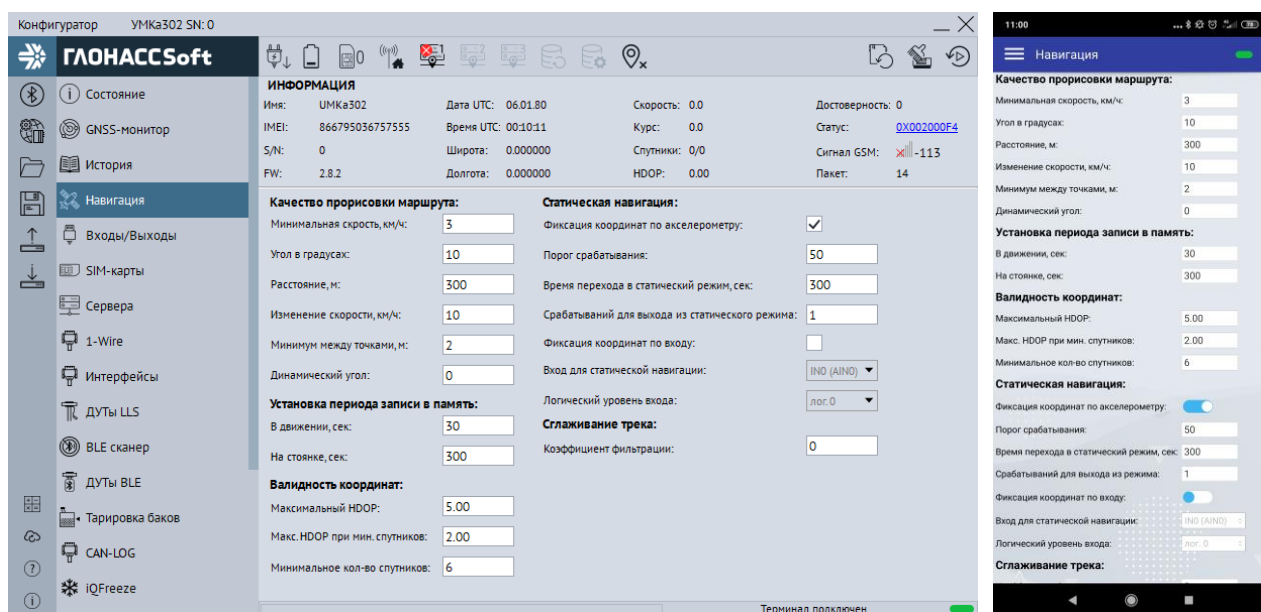 Конфигуратор УМКа302 SN: 0
ГЛОНАССSoft
0
Состояние
GNSS-монитор
История
Навигация
Входы/Выходы
SIM-карты
Сервера
1-Wire
Интерфейсы
ДУТы LLS
BLE сканер
ДУТы BLE
Тарировка баков
CAN-LOG
iQFreeze
ИНФОРМАЦИЯ
Имя: UMKa302 Дата UTC: 06.01.80 Скорость: 0.0 Достоверность: 0
IMEI: 866795036757555 Время UTC: 00:10:11 Курс: 0.0 Статус: 0X002000F4
S/N: 0 Широта: 0.000000 Спутники: 0/0 Сигнал GSM: -113
FW: 2.8.2 Долгота: 0.000000 HDOP: 0.00 Пакет: 14
Качество прорисовки маршрута:
Минимальная скрость, км/ч: 3
Угол в градусах: 10
Расстояние, м: 300
Изменение скорости, км/ч: 10
Минимум между точками, м: 2
Динамический угол: 0
Установка периода записи в память:
В движении, сек: 30
На стоянке, сек: 300
Валидность координат:
Максимальный HDOP: 5.00
Макс. HDOP при мин. спутников: 2.00
Минимальное кол-во спутников: 6
Статическая навигация:
Фиксация координат по акселерометру:
Порог срабатывания: 50
Время перехода в статический режим, сек: 300
Срабатываний для выхода из статического режима: 1
Фиксация координат по входу:
Вход для статической навигации: IN0 (AIN0)
Логический уровень входа: лог. 0
Сглаживание трека:
Коэффициент фильтрации: 0
Терминал подключен
11:00
Навигация
Качество прорисовки маршрута:
Минимальная скорость, км/ч: 3
Угол в градусах: 10
Расстояние, м: 300
Изменение скорости, км/ч: 10
Минимум между точками, м: 2
Динамический угол: 0
Установка периода записи в память:
В движении, сек: 30
На стоянке, сек: 300
Валидность координат:
Максимальный HDOP: 5.00
Макс. HDOP при мин. спутников: 2.00
Минимальное кол-во спутников: 6
Статическая навигация:
Фиксация координат по акселерометру:
Порог срабатывания: 50
Время перехода в статический режим, сек: 300
Срабатываний для выхода из режима: 1
Фиксация координат по входу:
Вход для статической навигации: IN0 (AIN0)
Логический уровень входа: лог. 0
Сглаживание трека: